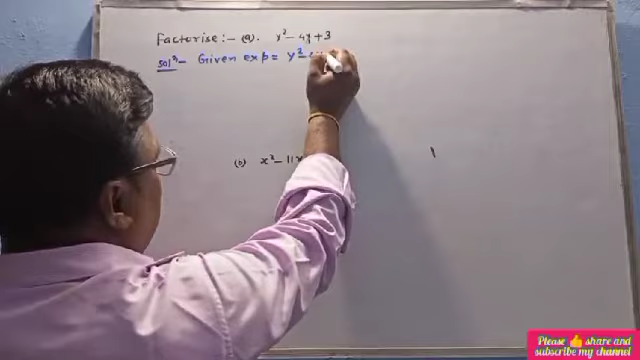 Factorise:- (a). y² - 4y + 3
Solⁿ- Given exp = y² -
(b) x² - 11x
Please 👍 share and
subscribe my channel